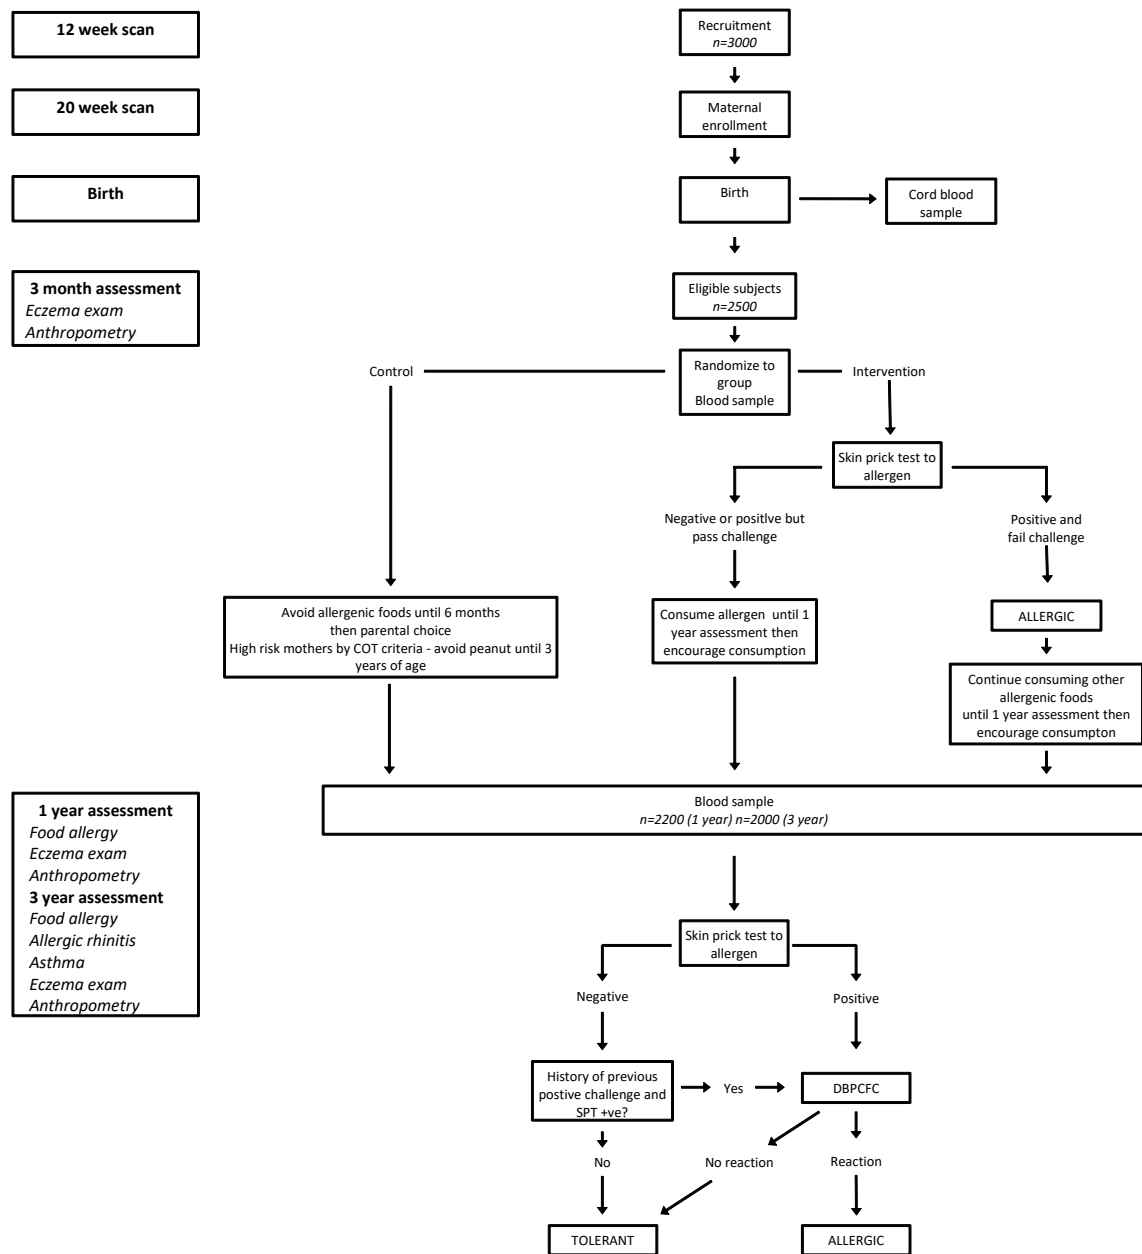 12 week scan
Recruitment
n=3000
20 week scan
Maternal
enrollment
Birth
Birth
Cord blood
sample
3 month assessment
Eczema exam
Anthropometry
Eligible subjects
n=2500
Control
Randomize to
group
Blood sample
Intervention
Skin prick test to
allergen
Negative or positive but
pass challenge
Positive and
fail challenge
Avoid allergenic foods until 6 months
then parental choice
High risk mothers by COT criteria - avoid peanut until 3
years of age
Consume allergen until 1
year assessment then
encourage consumption
ALLERGIC
Continue consuming other
allergenic foods
until 1 year assessment then
encourage consumpton
Blood sample
n=2200 (1 year) n=2000 (3 year)
1 year assessment
Food allergy
Eczema exam
Anthropometry
3 year assessment
Food allergy
Allergic rhinitis
Asthma
Eczema exam
Anthropometry
Skin prick test to
allergen
Negative
Positive
History of previous
postive challenge and
SPT +ve?
Yes
DBPCFC
No
No reaction
Reaction
TOLERANT
ALLERGIC